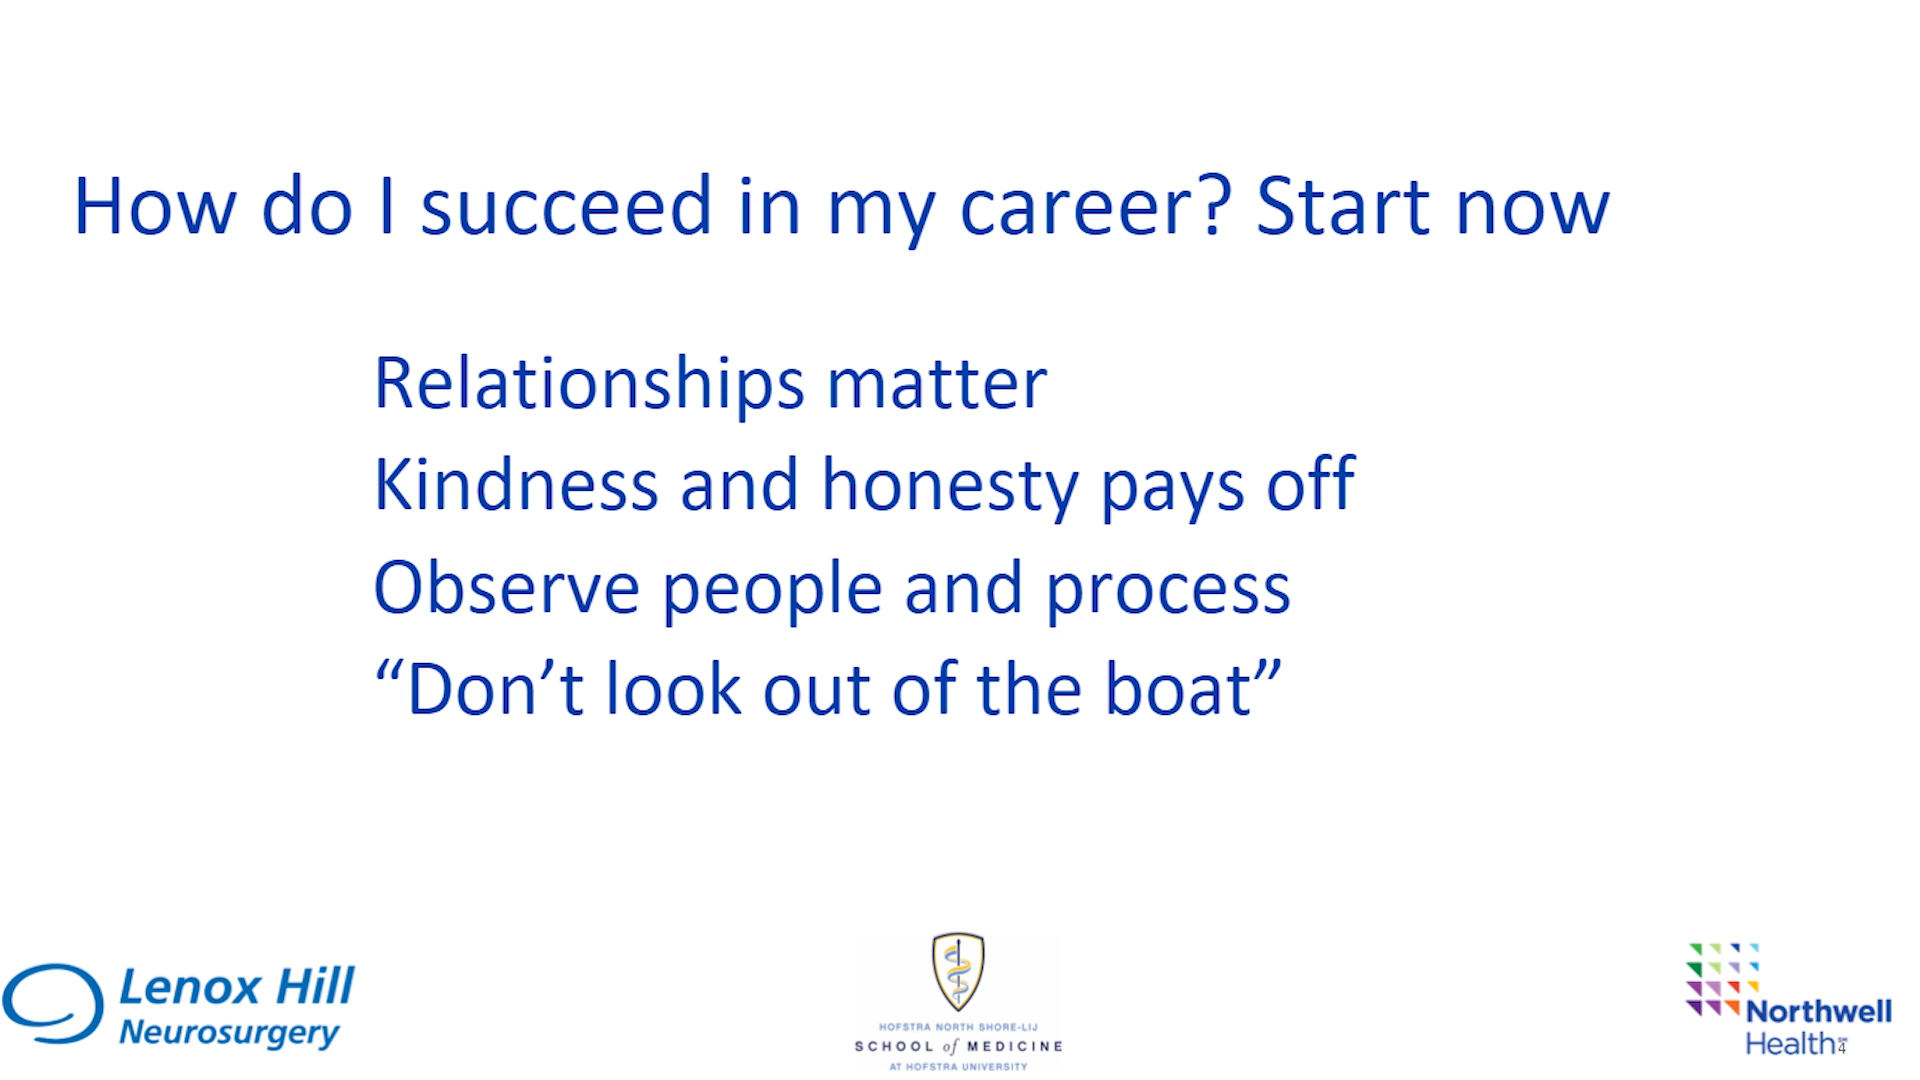 How do I succeed in my career? Start now
Relationships matter
Kindness and honesty pays off
Observe people and process
“Don’t look out of the boat”
Lenox Hill
Neurosurgery
HOFSTRA NORTH SHORE-LIJ
SCHOOL of MEDICINE
AT HOFSTRA UNIVERSITY
Northwell
Health℠
4